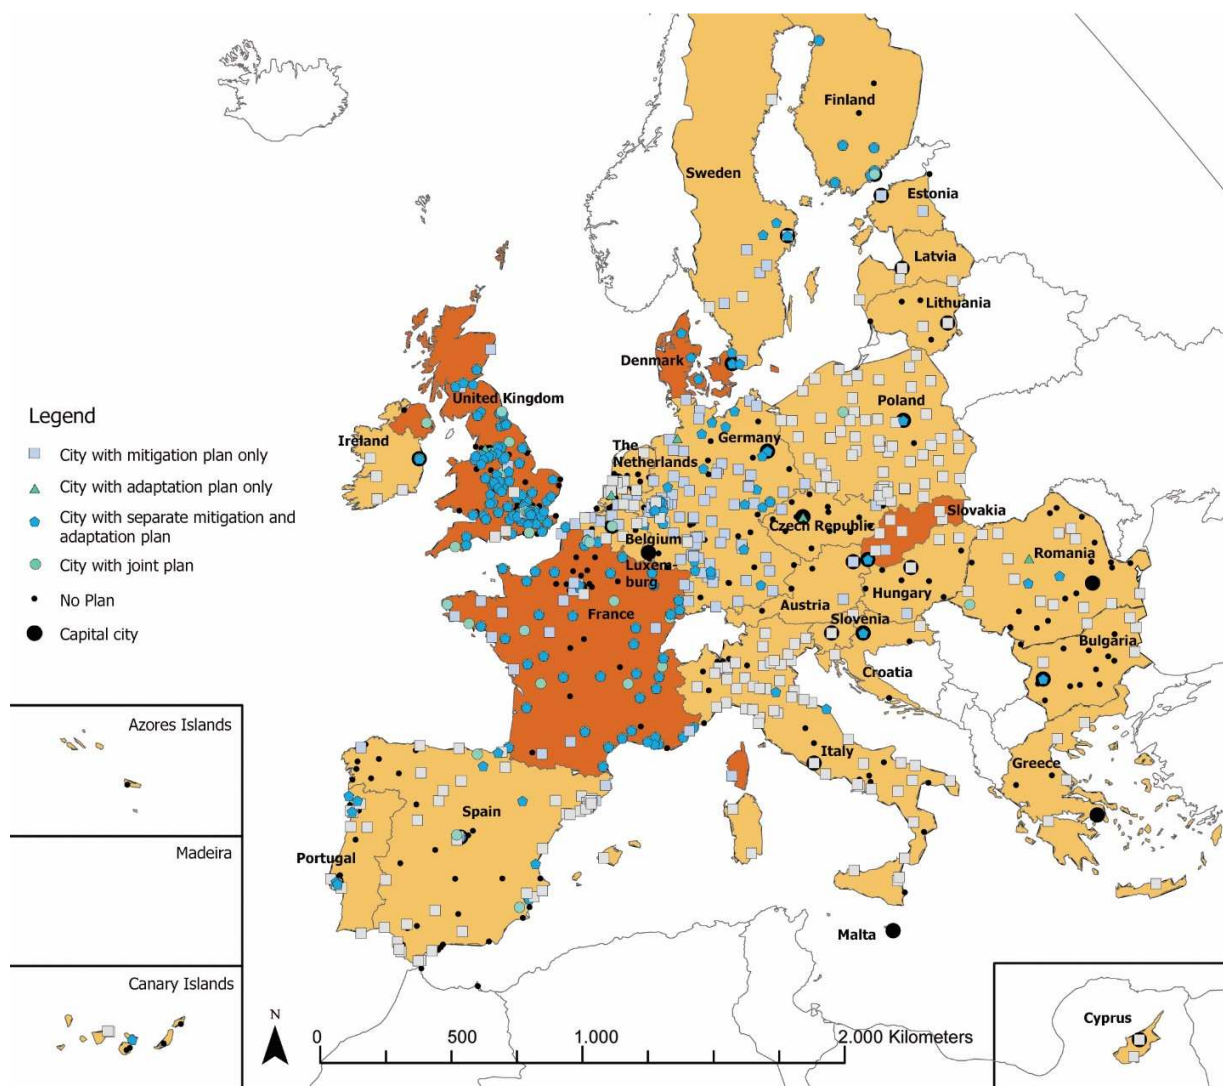 Finland
Sweden
Estonia
Latvia
Lithuania
Denmark
United Kingdom
Poland
Legend
Ireland
The
Netherlands
Germany
City with mitigation plan only
City with adaptation plan only
City with separate mitigation and
adaptation plan
City with joint plan
No Plan
Capital city
Slovakia
Czech Republic
Belgium
Luxem-
burg
Romania
France
Austria
Hungary
Slovenia
Bulgaria
Croatia
Azores Islands
Italy
Greece
Spain
Madeira
Portugal
Malta
Canary Islands
N
0 500 1.000 2.000 Kilometers
Cyprus